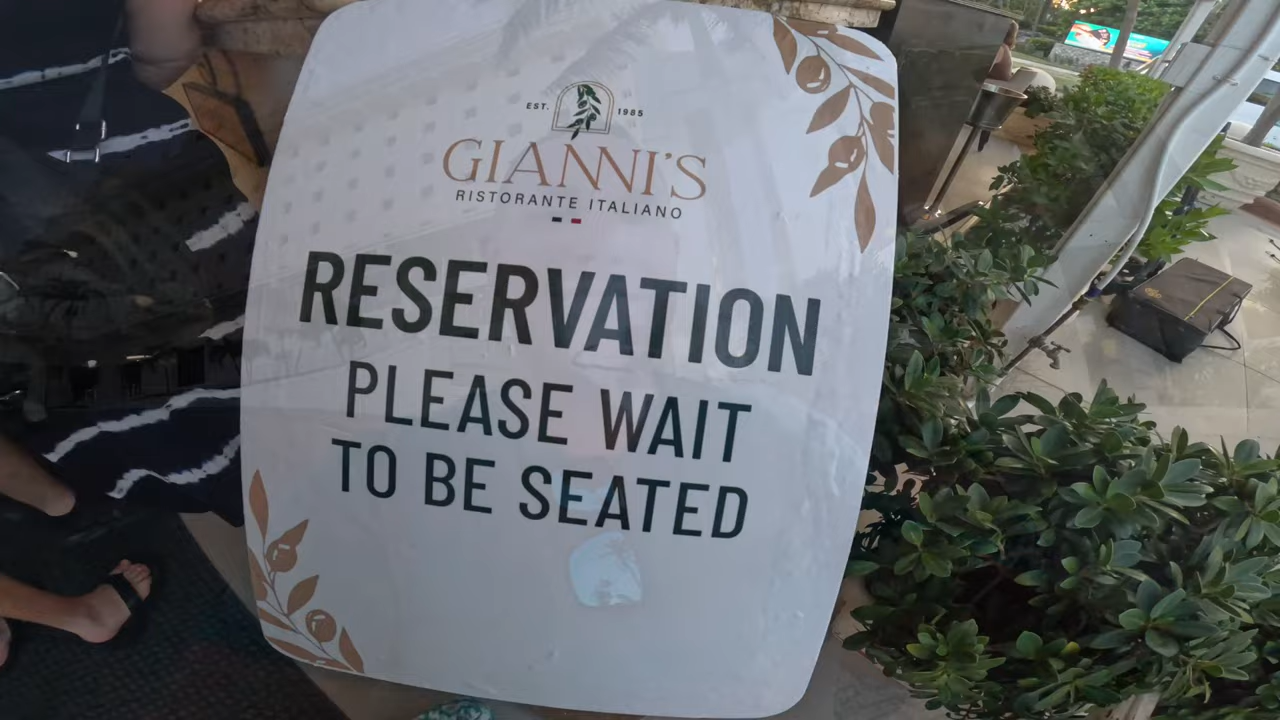 EST. 1985
GIANNI'S
RISTORANTE ITALIANO
RESERVATION
PLEASE WAIT
TO BE SEATED